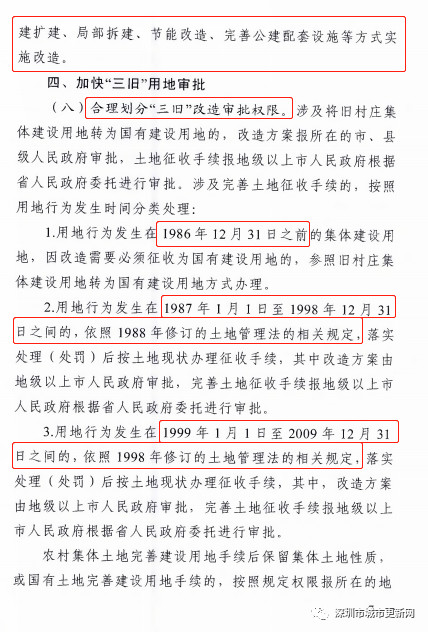 建扩建、局部拆建、节能改造、完善公建配套设施等方式实
施改造。
四、加快“三旧”用地审批
（八）合理划分“三旧”改造审批权限。涉及将旧村庄集
体建设用地转为国有建设用地的，改造方案报所在的市、县
级人民政府审批，土地征收手续报地级以上市人民政府根据
省人民政府委托进行审批。涉及完善土地征收手续的，按照
用地行为发生时间分类处理：
1.用地行为发生在1986年12月31日之前的集体建设用
地，因改造需要必须征收为国有建设用地的，参照旧村庄集
体建设用地转为国有建设用地方式办理。
2.用地行为发生在1987年1月1日至1998年12月31
日之间的，依照1988年修订的土地管理法的相关规定，落实
处理（处罚）后按土地现状办理征收手续，其中改造方案由
地级以上市人民政府审批，完善土地征收手续报地级以上市
人民政府根据省人民政府委托进行审批。
3.用地行为发生在1999年1月1日至2009年12月31
日之间的，依照1998年修订的土地管理法的相关规定，落实
处理（处罚）后按土地现状办理征收手续，其中，改造方案
由地级以上市人民政府审批，完善土地征收手续报地级以上
市人民政府根据省人民政府委托进行审批。
农村集体土地完善建设用地手续后保留集体土地性质，
或国有土地完善建设用地手续的，按照规定权限报所在的地
深圳市城市更新网